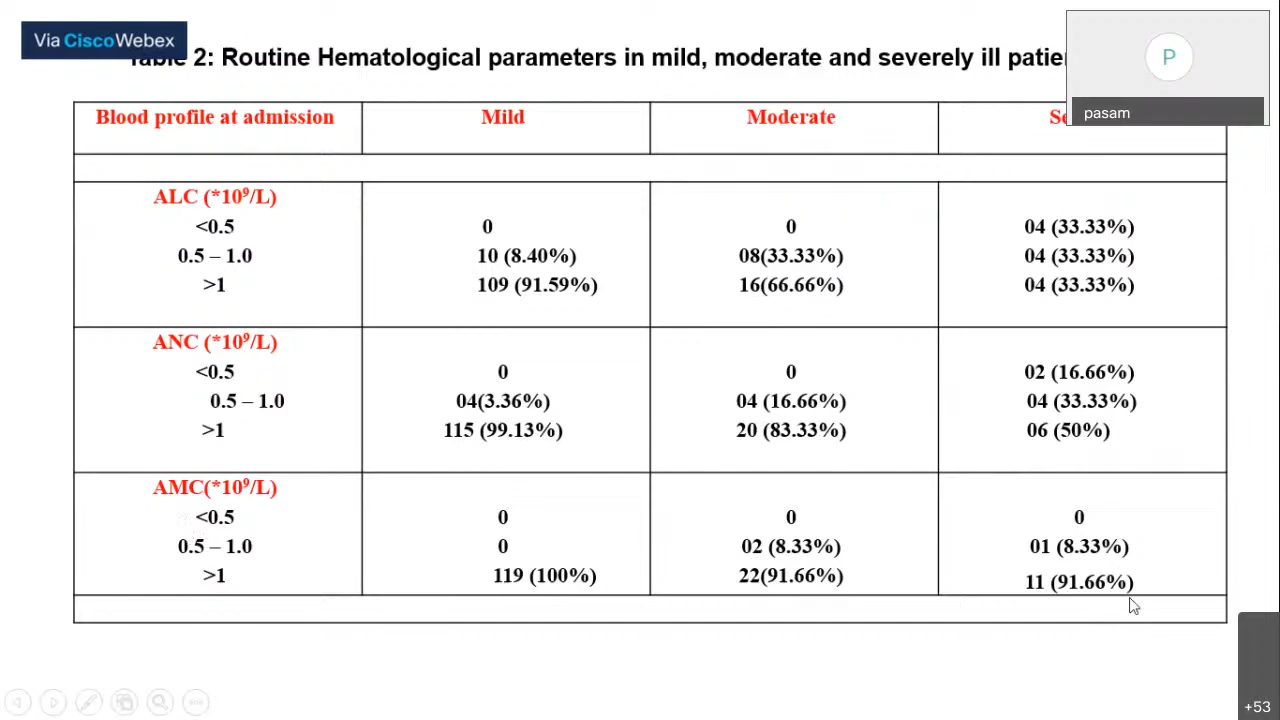 Via CiscoWebex
2: Routine Hematological parameters in mild, moderate and severely ill
P
pasam
Blood profile at admission Mild Moderate
ALC (*10⁹/L)
<0.5 0 0 04 (33.33%)
0.5 – 1.0 10 (8.40%) 08(33.33%) 04 (33.33%)
>1 109 (91.59%) 16(66.66%) 04 (33.33%)
ANC (*10⁹/L)
<0.5 0 0 02 (16.66%)
0.5 – 1.0 04(3.36%) 04 (16.66%) 04 (33.33%)
>1 115 (99.13%) 20 (83.33%) 06 (50%)
AMC(*10⁹/L)
<0.5 0 0 0
0.5 – 1.0 0 02 (8.33%) 01 (8.33%)
>1 119 (100%) 22(91.66%) 11 (91.66%)
+53